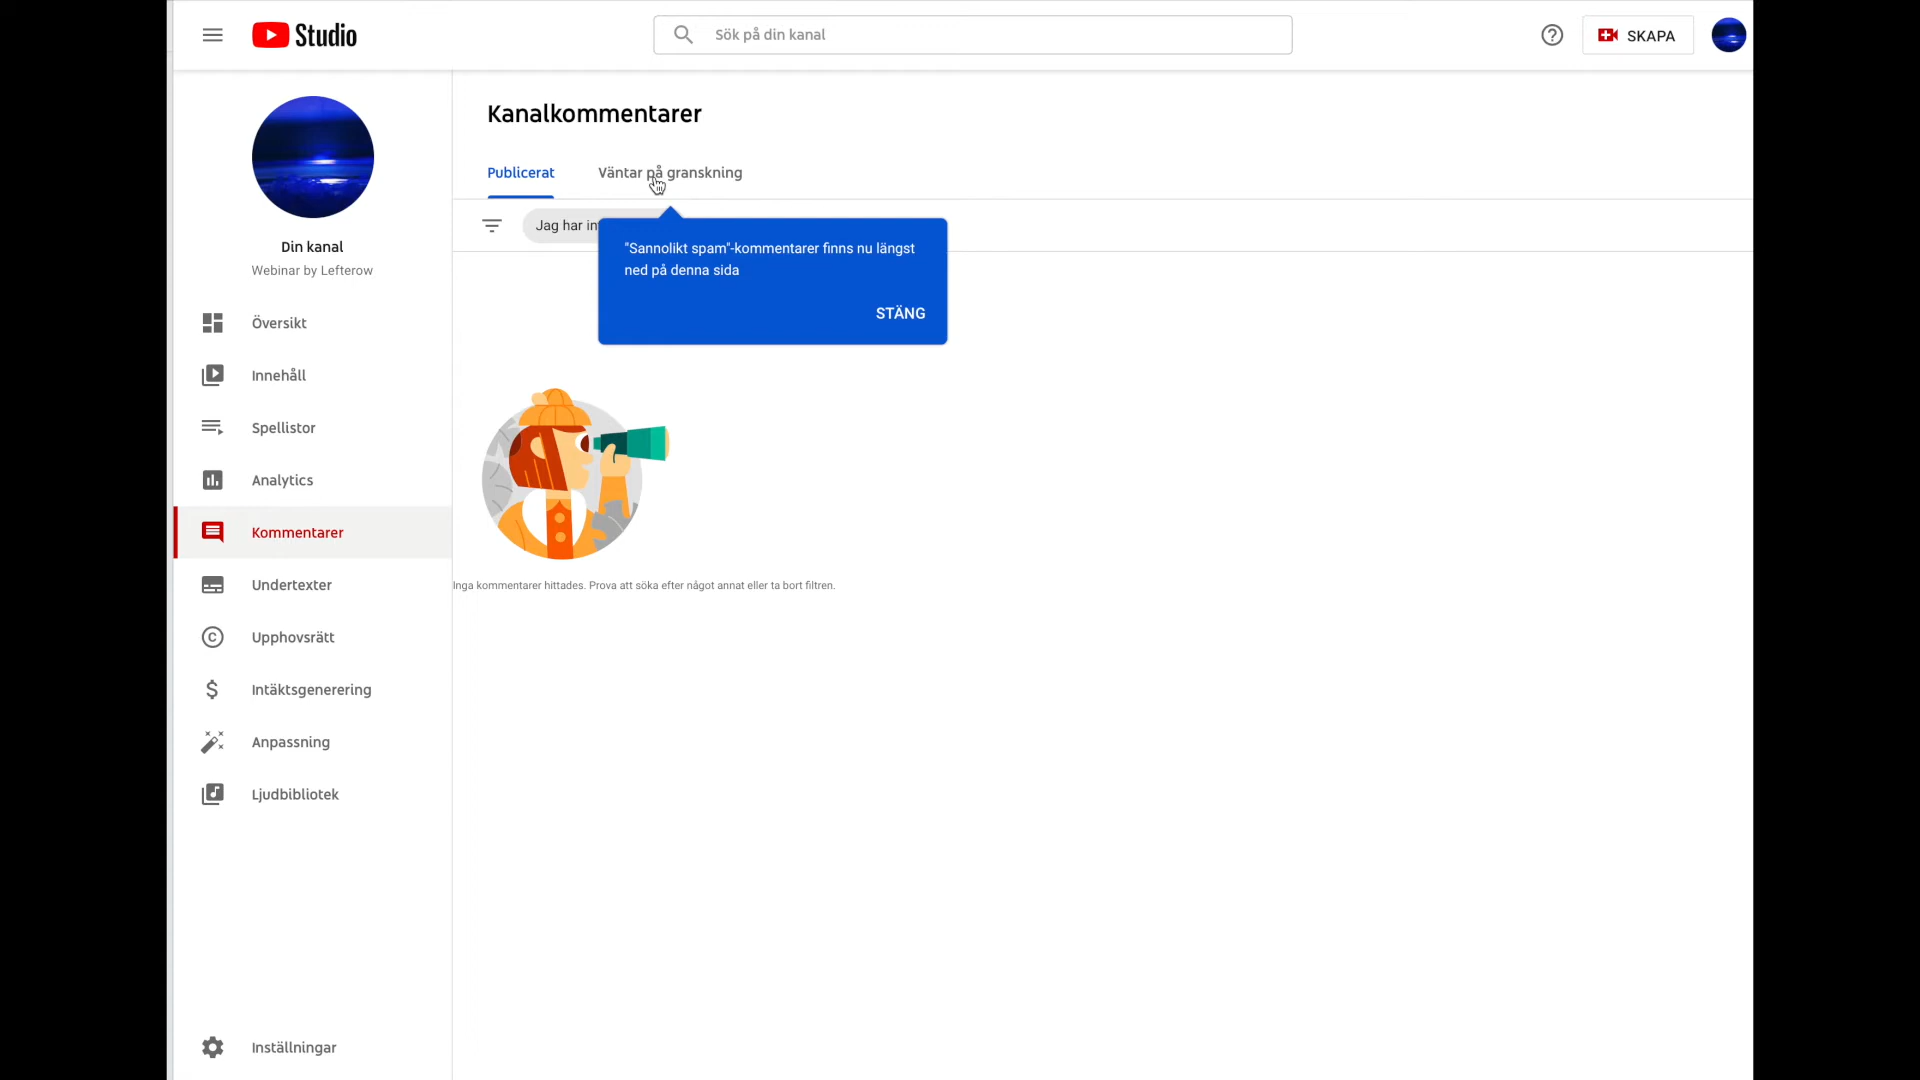 Studio
Sök på din kanal
SKAPA
Din kanal
Webinar by Lefterow
Översikt
Innehåll
Spellistor
Analytics
Kommentarer
Undertexter
Upphovsrätt
Intäktsgenerering
Anpassning
Ljudbibliotek
Inställningar
Kanalkommentarer
Publicerat
Väntar på granskning
Jag har in
"Sannolikt spam"-kommentarer finns nu längst
ned på denna sida
STÄNG
Inga kommentarer hittades. Prova att söka efter något annat eller ta bort filtren.